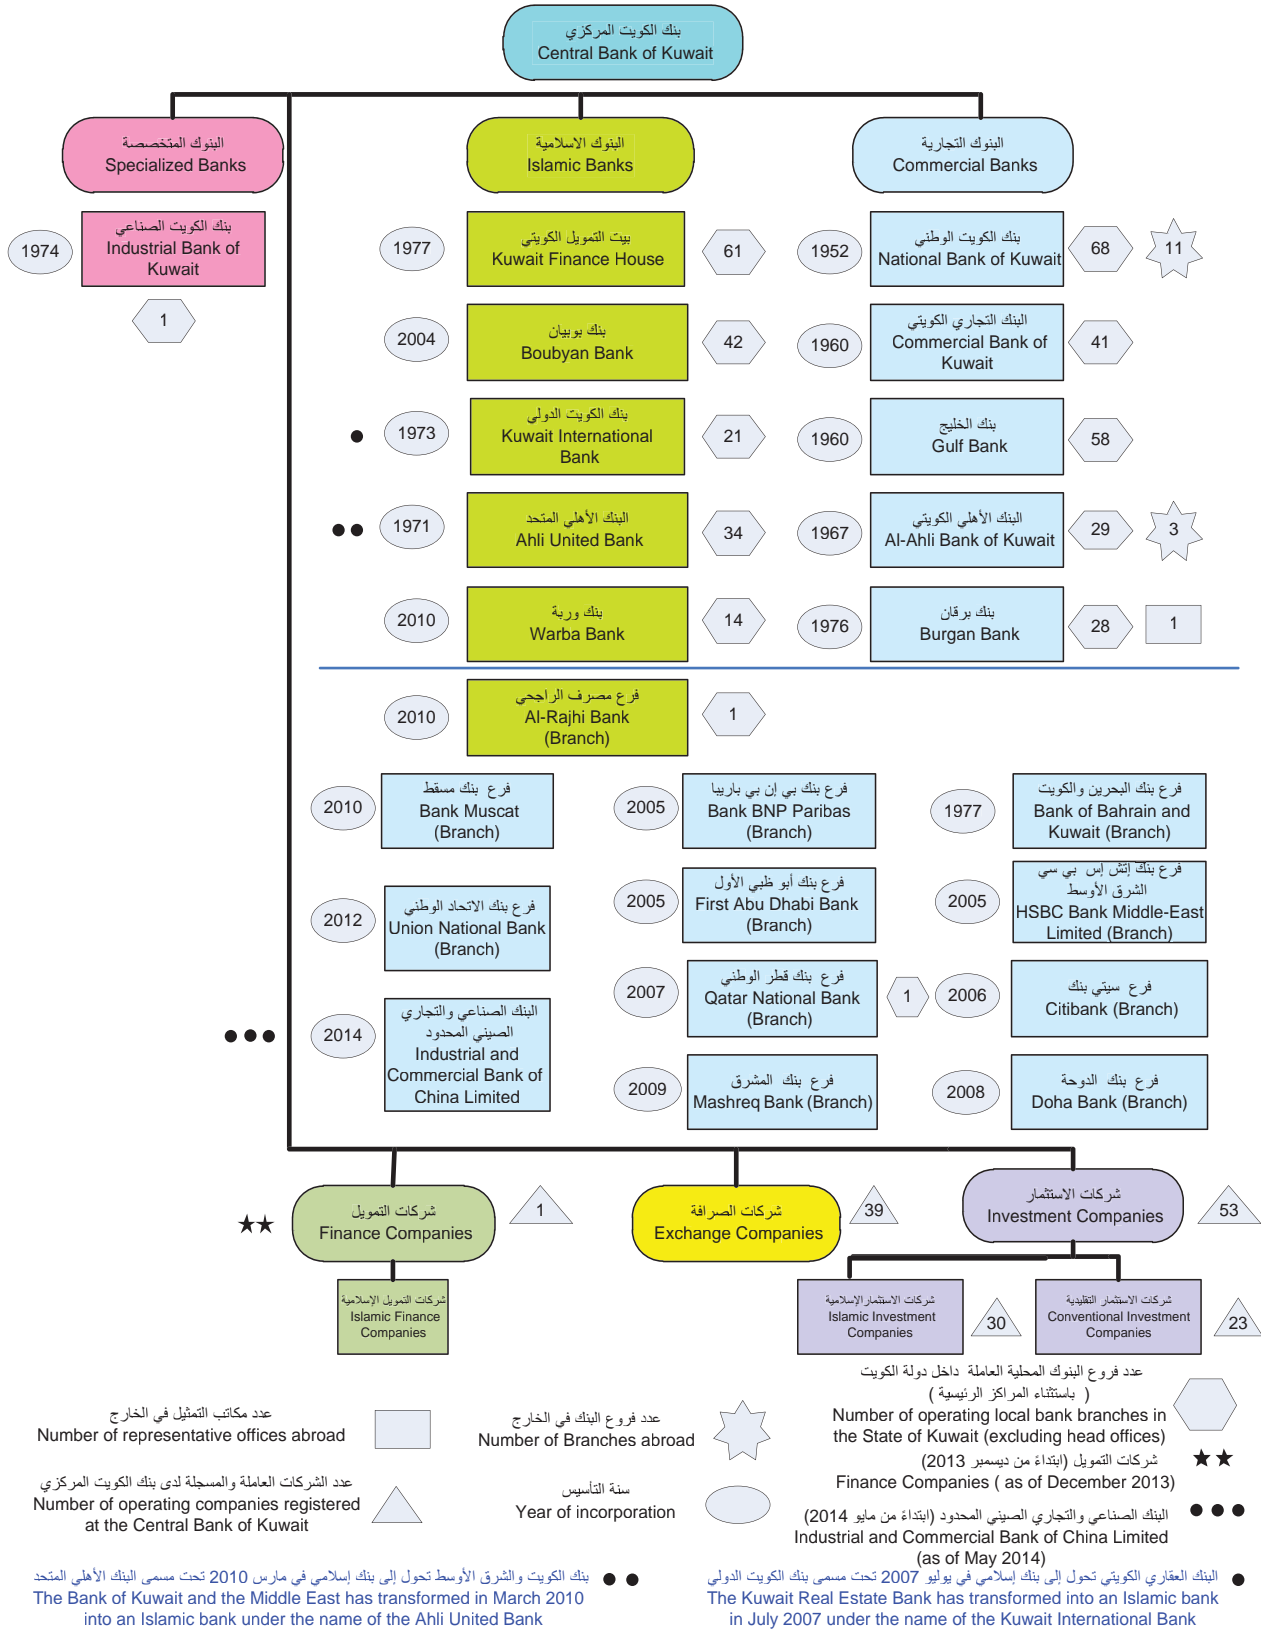 بنك الكويت المركزي
Central Bank of Kuwait
البنوك المتخصصة
Specialized Banks
البنوك الاسلامية
Islamic Banks
البنوك التجارية
Commercial Banks
1974
بنك الكويت الصناعي
Industrial Bank of
Kuwait
1
1977
بيت التمويل الكويتي
Kuwait Finance House
61
1952
بنك الكويت الوطني
National Bank of Kuwait
68
11
2004
بنك بوبيان
Boubyan Bank
42
1960
البنك التجاري الكويتي
Commercial Bank of
Kuwait
41
1973
بنك الكويت الدولي
Kuwait International
Bank
21
1960
بنك الخليج
Gulf Bank
58
1971
البنك الأهلي المتحد
Ahli United Bank
34
1967
البنك الأهلي الكويتي
Al-Ahli Bank of Kuwait
29
3
2010
بنك وربة
Warba Bank
14
1976
بنك برقان
Burgan Bank
28
1
2010
فرع مصرف الراجحي
Al-Rajhi Bank
(Branch)
1
2010
فرع بنك مسقط
Bank Muscat
(Branch)
2005
فرع بنك بي إن بي باريبا
Bank BNP Paribas
(Branch)
1977
فرع بنك البحرين والكويت
Bank of Bahrain and
Kuwait (Branch)
2012
فرع بنك الاتحاد الوطني
Union National Bank
(Branch)
2005
فرع بنك أبو ظبي الأول
First Abu Dhabi Bank
(Branch)
2005
فرع بنك إتش إس بي سي
الشرق الأوسط
HSBC Bank Middle-East
Limited (Branch)
2007
فرع بنك قطر الوطني
Qatar National Bank
(Branch)
1
2006
فرع سيتي بنك
Citibank (Branch)
2014
البنك الصناعي والتجاري
الصيني المحدود
Industrial and
Commercial Bank of
China Limited
2009
فرع بنك المشرق
Mashreq Bank (Branch)
2008
فرع بنك الدوحة
Doha Bank (Branch)
★★
شركات التمويل
Finance Companies
1
شركات الصرافة
Exchange Companies
39
شركات الاستثمار
Investment Companies
53
شركات التمويل الإسلامية
Islamic Finance
Companies
شركات الاستثمار الإسلامية
Islamic Investment
Companies
30
شركات الاستثمار التقليدية
Conventional Investment
Companies
23
عدد فروع البنوك المحلية العاملة داخل دولة الكويت
( باستثناء المراكز الرئيسية )
Number of operating local bank branches in
the State of Kuwait (excluding head offices)
عدد مكاتب التمثيل في الخارج
Number of representative offices abroad
عدد فروع البنك في الخارج
Number of Branches abroad
شركات التمويل (ابتداءً من ديسمبر 2013) ★★
Finance Companies ( as of December 2013)
عدد الشركات العاملة والمسجلة لدى بنك الكويت المركزي
Number of operating companies registered
at the Central Bank of Kuwait
سنة التأسيس
Year of incorporation
البنك الصناعي والتجاري الصيني المحدود (ابتداءً من مايو 2014) ●●●
Industrial and Commercial Bank of China Limited
(as of May 2014)
بنك الكويت والشرق الأوسط تحول إلى بنك إسلامي في مارس 2010 تحت مسمى البنك الأهلي المتحد ●●
The Bank of Kuwait and the Middle East has transformed in March 2010
into an Islamic bank under the name of the Ahli United Bank
البنك العقاري الكويتي تحول إلى بنك إسلامي في يوليو 2007 تحت مسمى بنك الكويت الدولي ●
The Kuwait Real Estate Bank has transformed into an Islamic bank
in July 2007 under the name of the Kuwait International Bank